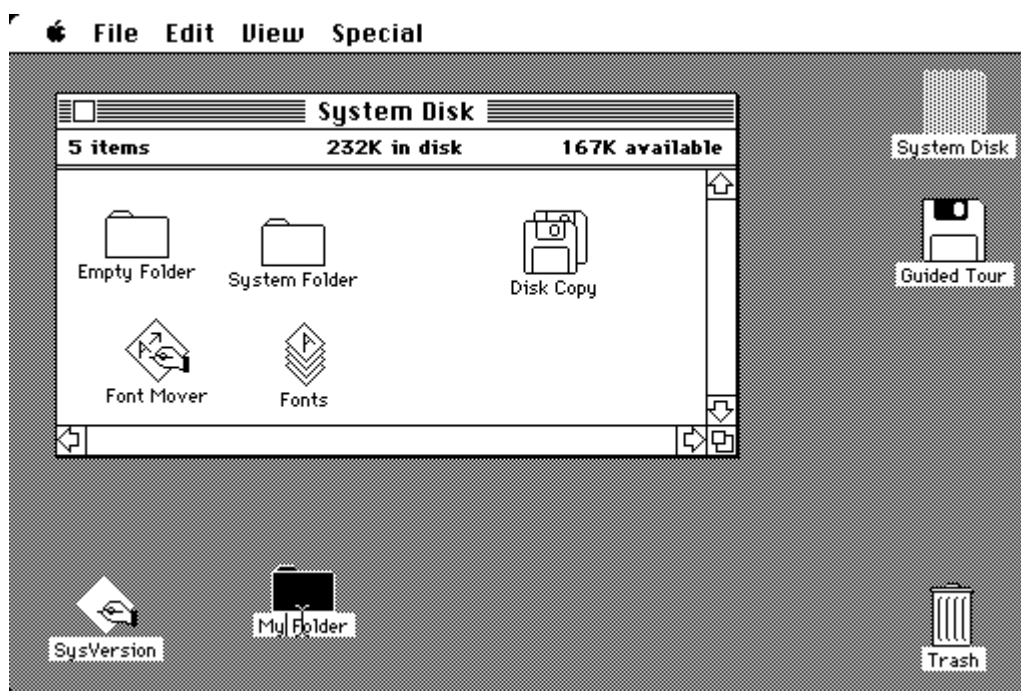 File Edit View Special
System Disk
5 items 232K in disk 167K available
Empty Folder
System Folder
Disk Copy
Font Mover
Fonts
System Disk
Guided Tour
SysVersion
My Folder
Trash